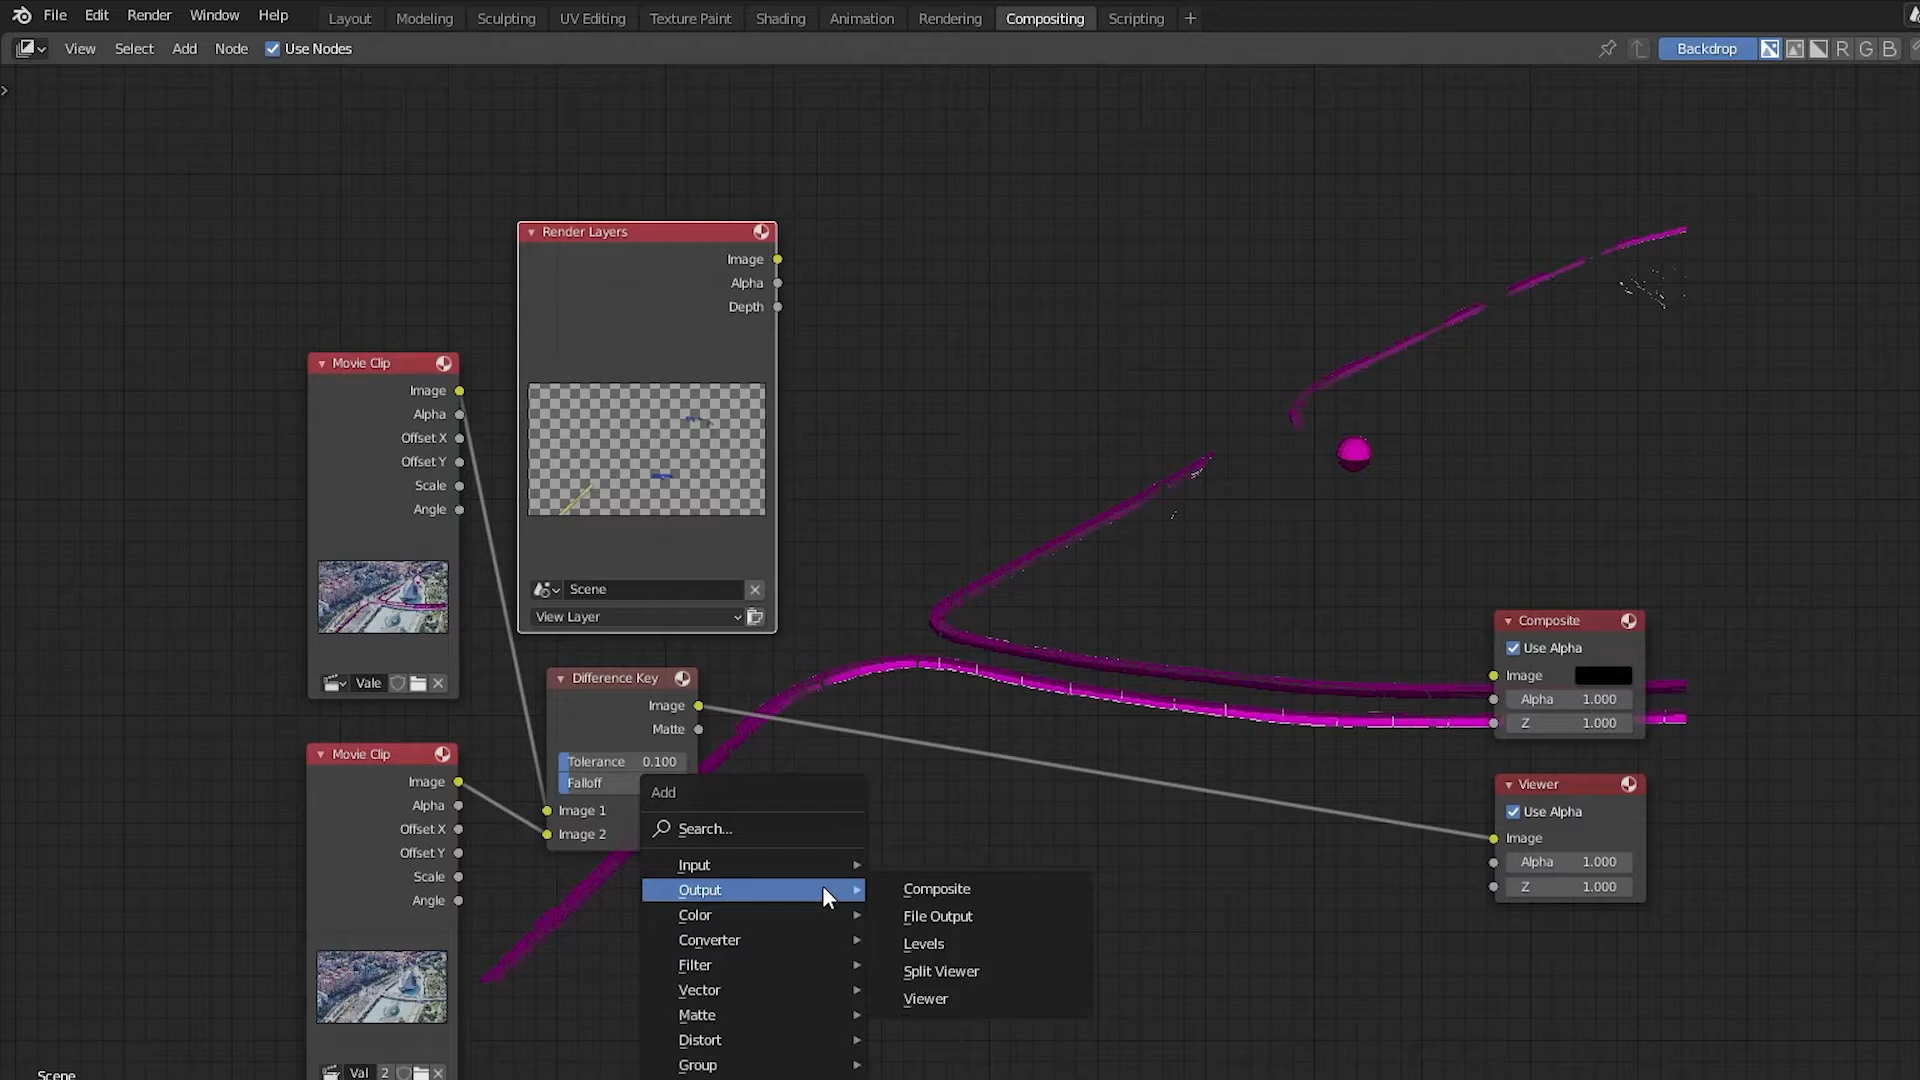 File Edit Render Window Help Layout Modeling Sculpting UV Editing Texture Paint Shading Animation Rendering Compositing Scripting +
View Select Add Node Use Nodes Backdrop R G B
Render Layers
Image
Alpha
Depth
Scene
View Layer
Movie Clip
Image
Alpha
Offset X
Offset Y
Scale
Angle
Vale
Difference Key
Image
Matte
Tolerance 0.100
Falloff
Image 1
Image 2
Movie Clip
Image
Alpha
Offset X
Offset Y
Scale
Angle
Val 2
Add
Search...
Input
Output
Color
Converter
Filter
Vector
Matte
Distort
Group
Composite
File Output
Levels
Split Viewer
Viewer
Composite
Use Alpha
Image
Alpha 1.000
Z 1.000
Viewer
Use Alpha
Image
Alpha 1.000
Z 1.000
Scene